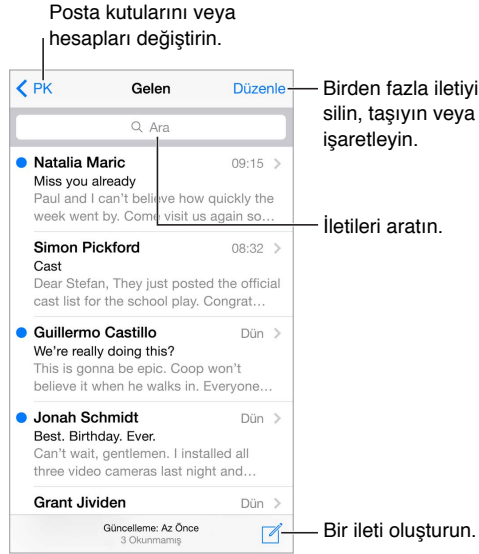 Posta kutularını veya
hesapları değiştirin.
PK
Gelen
Düzenle
Birden fazla iletiyi
silin, taşıyın veya
işaretleyin.
Ara
Natalia Maric 09:15
Miss you already
Paul and I can't believe how quickly the
week went by. Come visit us again so…
İletileri aratın.
Simon Pickford 08:32
Cast
Dear Stefan, They just posted the official
cast list for the school play. Congrat…
Guillermo Castillo Dün
We're really doing this?
This is gonna be epic. Coop won't
believe it when he walks in. Everyone…
Jonah Schmidt Dün
Best. Birthday. Ever.
Can't wait, gentlemen. I installed all
three video cameras last night and…
Grant Jividen Dün
Güncelleme: Az Önce
3 Okunmamış
Bir ileti oluşturun.